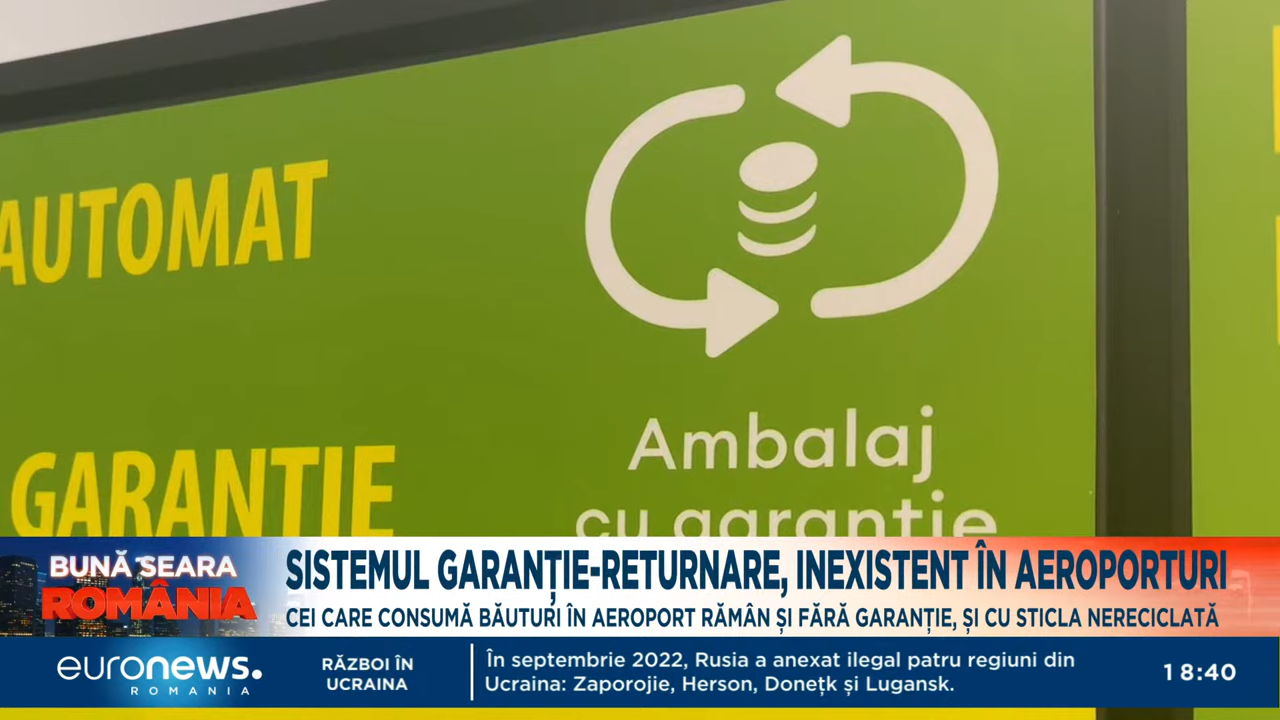 AUTOMAT
GARANȚIE
Ambalaj
cu garanție
BUNĂ SEARA
ROMÂNIA
SISTEMUL GARANȚIE-RETURNARE, INEXISTENT ÎN AEROPORTURI
CEI CARE CONSUMĂ BĂUTURI ÎN AEROPORT RĂMÂN ȘI FĂRĂ GARANȚIE, ȘI CU STICLA NERECICLATĂ
euronews.
ROMANIA
RĂZBOI ÎN
UCRAINA
În septembrie 2022, Rusia a anexat ilegal patru regiuni din
Ucraina: Zaporojie, Herson, Donețk și Lugansk.
18:40